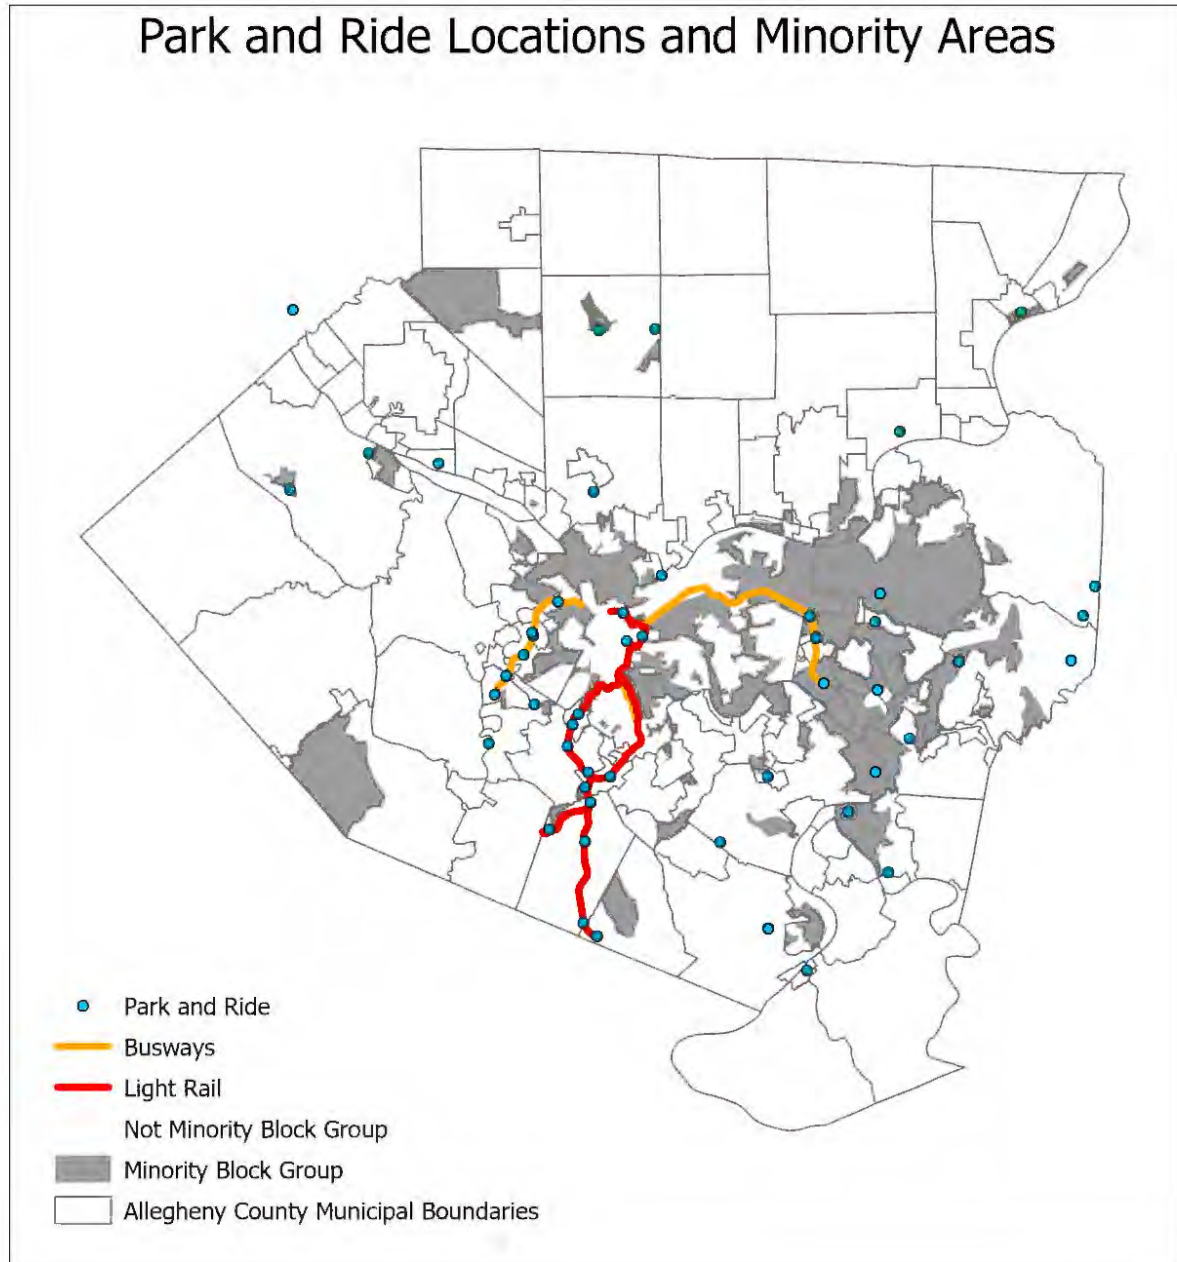 Park and Ride Locations and Minority Areas
Park and Ride
Busways
Light Rail
Not Minority Block Group
Minority Block Group
Allegheny County Municipal Boundaries